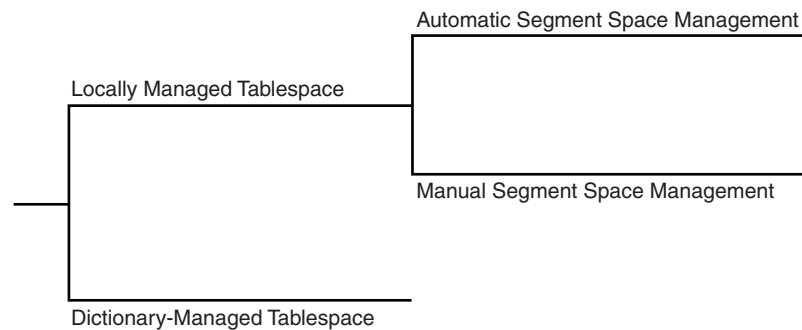 Automatic Segment Space Management
Locally Managed Tablespace
Manual Segment Space Management
Dictionary-Managed Tablespace